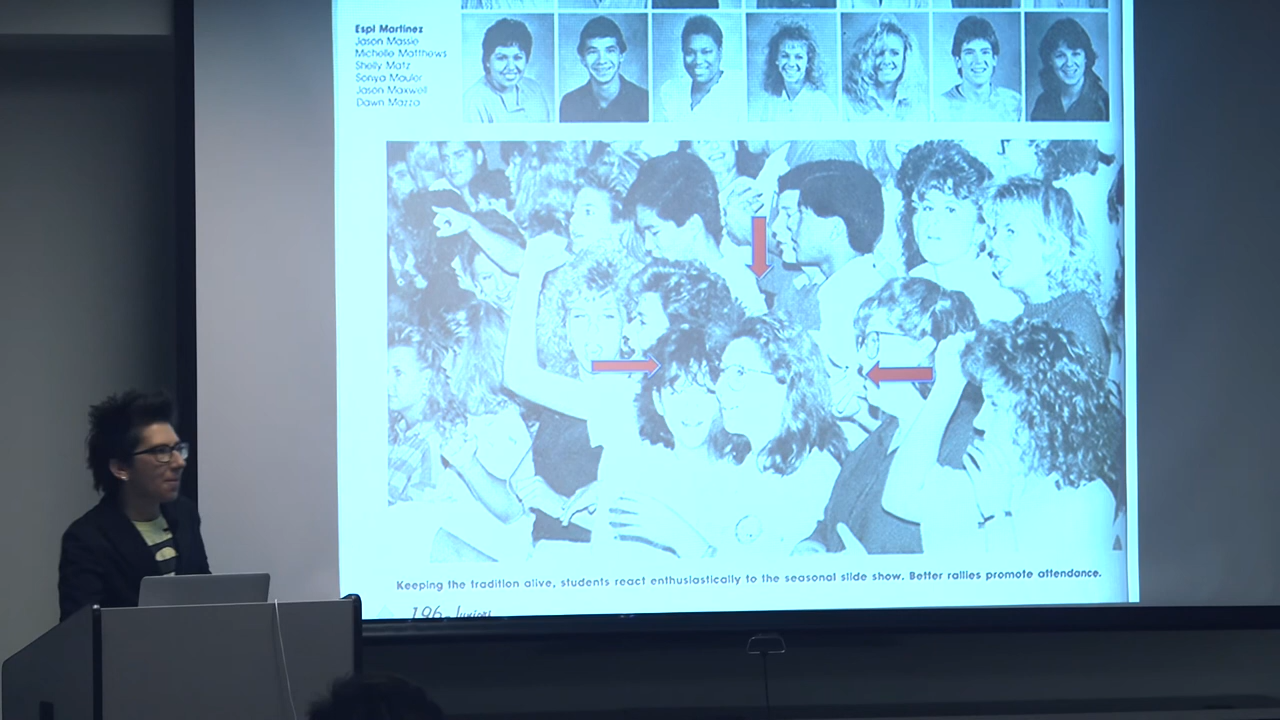 Espi Martinez
Jason Massie
Michelle Matthews
Shelly Matz
Sonya Mauler
Jason Maxwell
Dawn Mazza
Keeping the tradition alive, students react enthusiastically to the seasonal slide show. Better rallies promote attendance.
196 Juniors